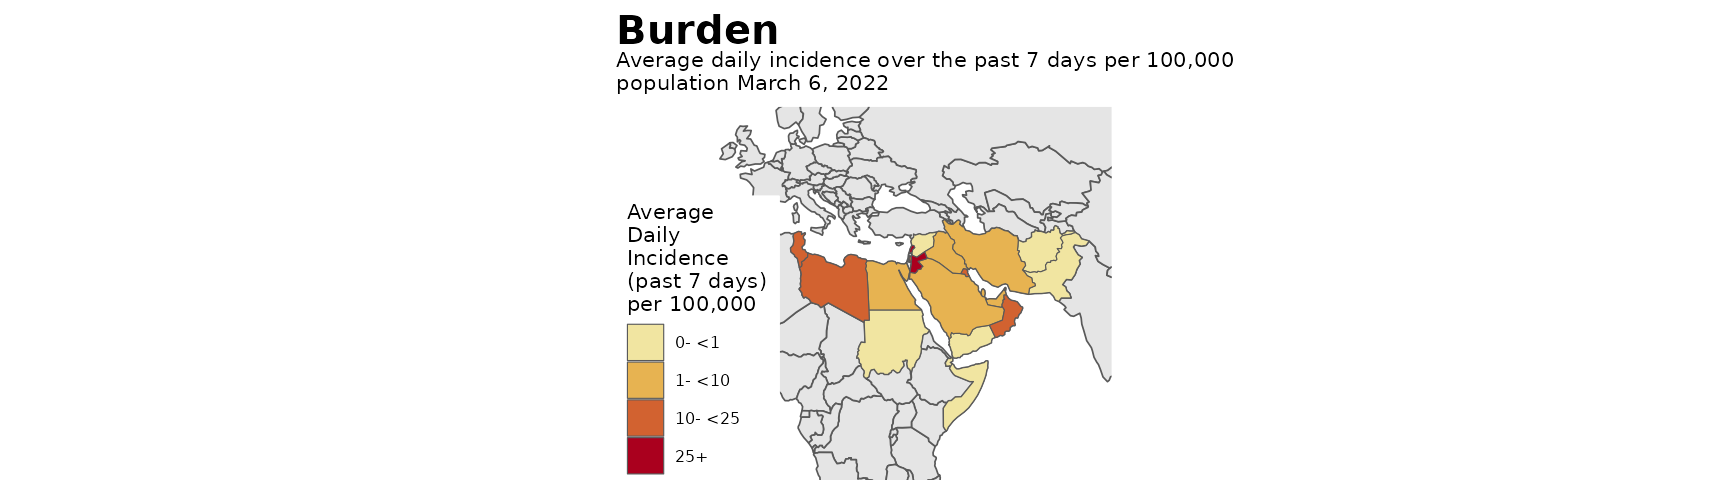 Burden
Average daily incidence over the past 7 days per 100,000
population March 6, 2022
Average
Daily
Incidence
(past 7 days)
per 100,000
0- <1
1- <10
10- <25
25+